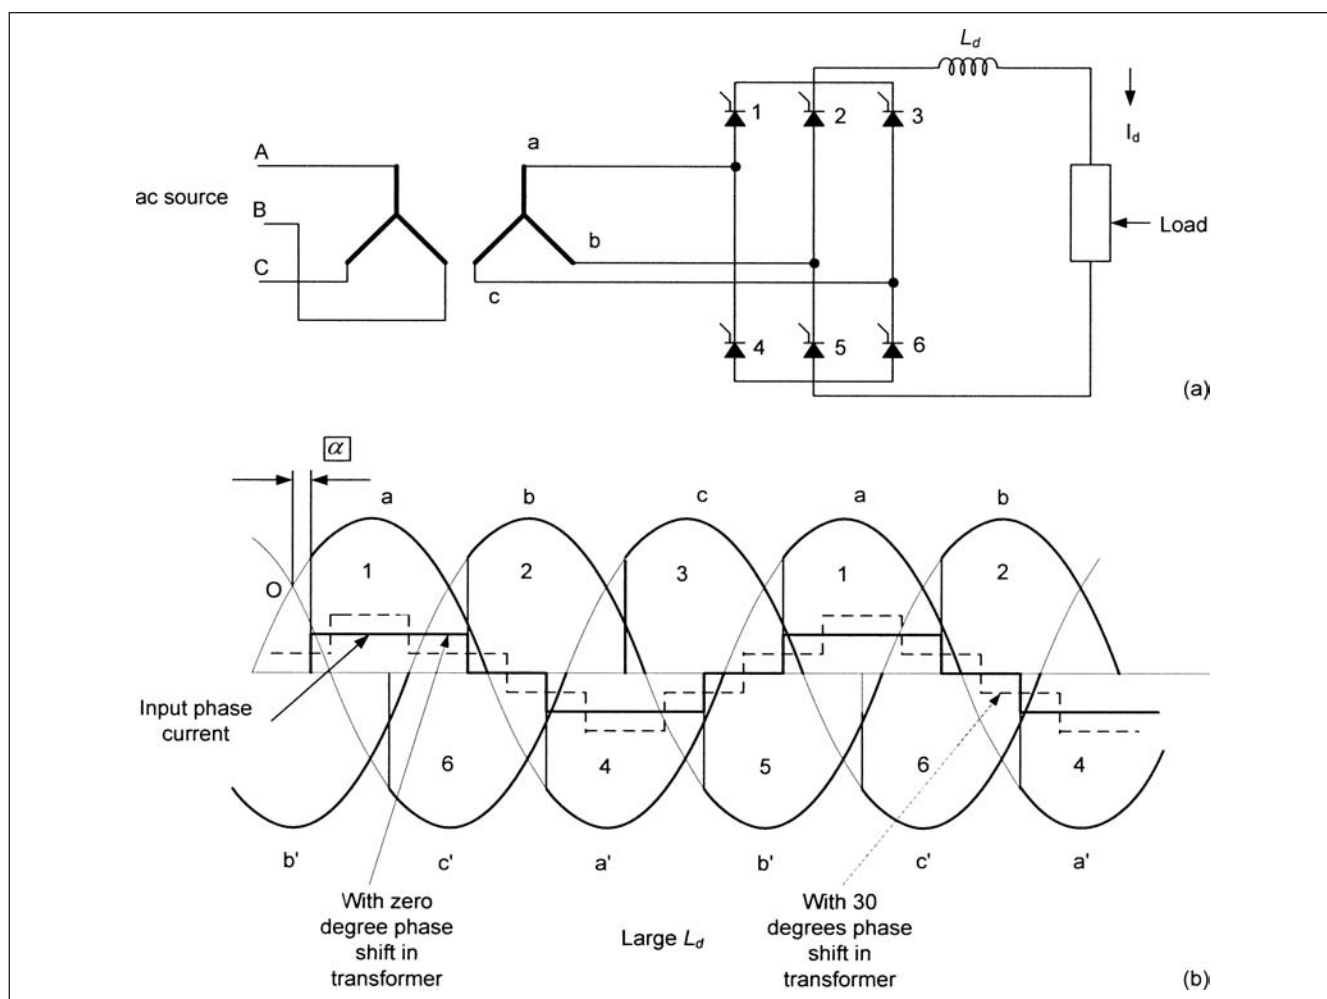 L_d
1 2 3
I_d
A
a
ac source
B
b
C
c
Load
4 5 6
(a)
α
a b c a b
1 2 3 1 2
O
Input phase
current
6 4 5 6 4
b' c' a' b' c' a'
With zero
degree phase
shift in
transformer
Large L_d
With 30
degrees phase
shift in
transformer
(b)